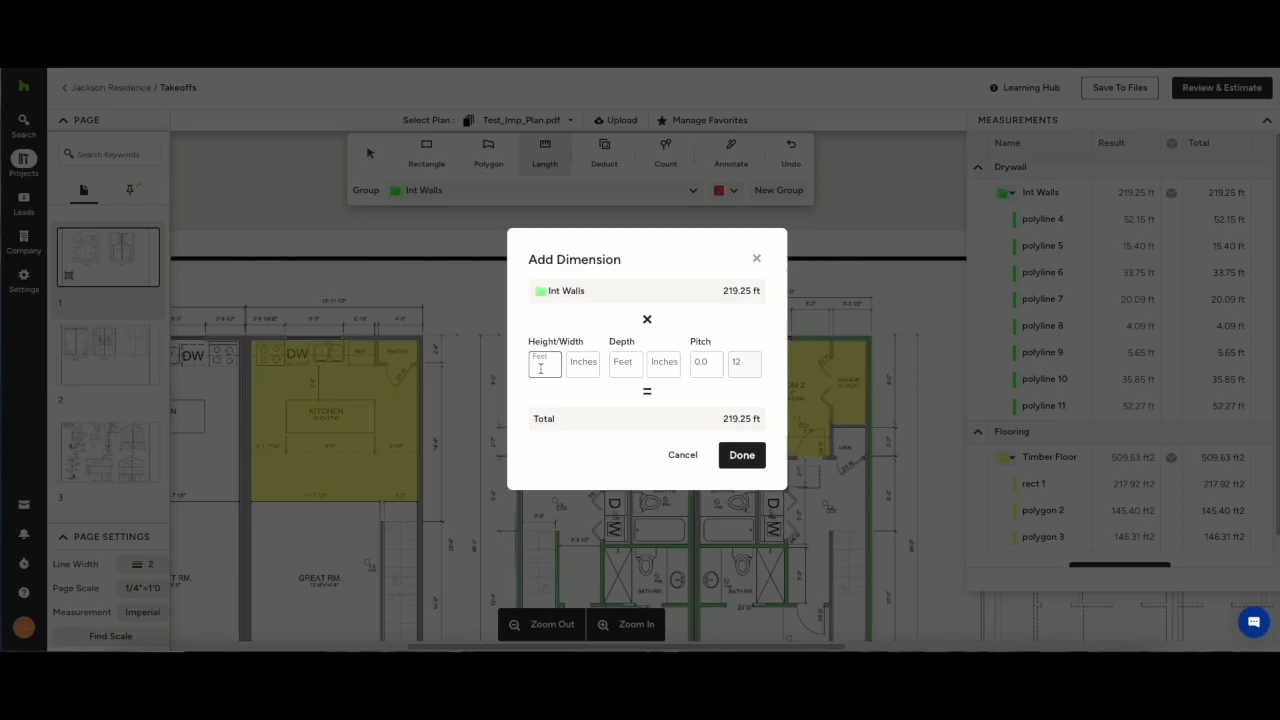 Jackson Residence / Takeoffs
Learning Hub
Save To Files
Review & Estimate
Search
Projects
Leads
Company
Settings
PAGE
Search Keywords
1
2
3
PAGE SETTINGS
Line Width
2
Page Scale
1/4"=1'0
Measurement
Imperial
Find Scale
Select Plan :
Test_Imp_Plan.pdf
Upload
Manage Favorites
Rectangle
Polygon
Length
Deduct
Count
Annotate
Undo
Group
Int Walls
New Group
Add Dimension
Int Walls 219.25 ft
Height/Width Depth Pitch
Feet Inches Feet Inches 0.0 12
=
Total 219.25 ft
Cancel Done
DW
DW
KITCHEN
PANTRY
GREAT RM.
BATH RM.
BATH RM.
DW
DW
Zoom Out
Zoom In
MEASUREMENTS
Name Result Total
Drywall
Int Walls 219.25 ft 219.25 ft
polyline 4 52.15 ft 52.15 ft
polyline 5 15.40 ft 15.40 ft
polyline 6 33.75 ft 33.75 ft
polyline 7 20.09 ft 20.09 ft
polyline 8 4.09 ft 4.09 ft
polyline 9 5.65 ft 5.65 ft
polyline 10 35.85 ft 35.85 ft
polyline 11 52.27 ft 52.27 ft
Flooring
Timber Floor 509.63 ft2 509.63 ft2
rect 1 217.92 ft2 217.92 ft2
polygon 2 145.40 ft2 145.40 ft2
polygon 3 146.31 ft2 146.31 ft2